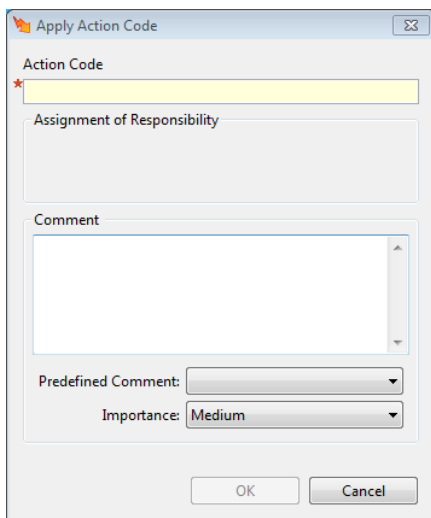 Apply Action Code
Action Code
*
Assignment of Responsibility
Comment
Predefined Comment:
Importance: Medium
OK Cancel